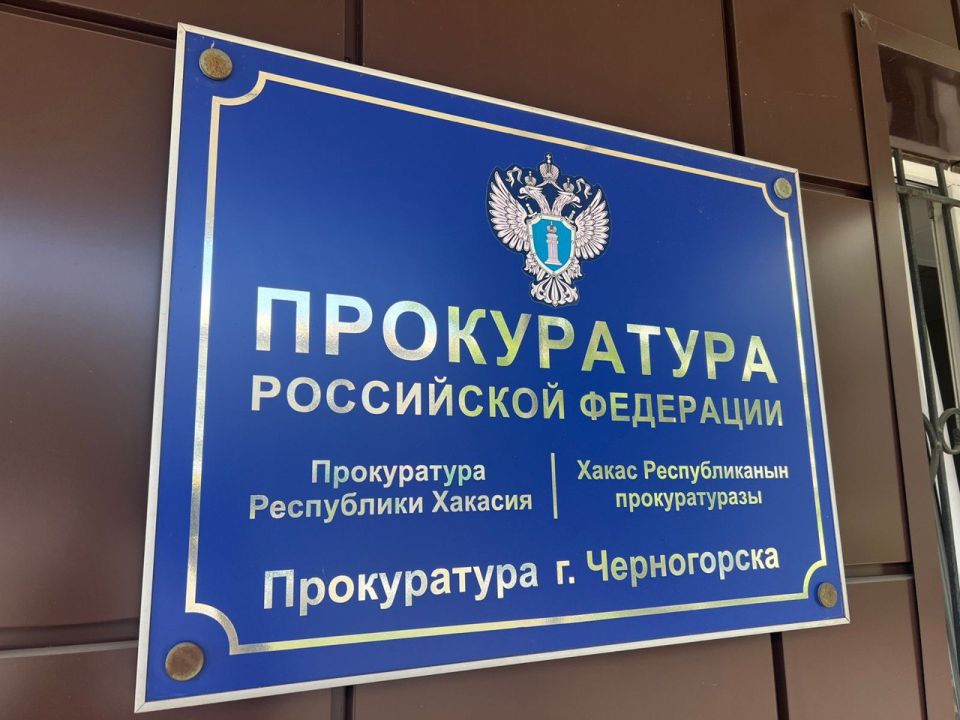 ПРОКУРАТУРА
РОССИЙСКОЙ ФЕДЕРАЦИИ
Прокуратура
Республики Хакасия
Хакас Республиканын
прокуратуразы
Прокуратура г. Черногорска